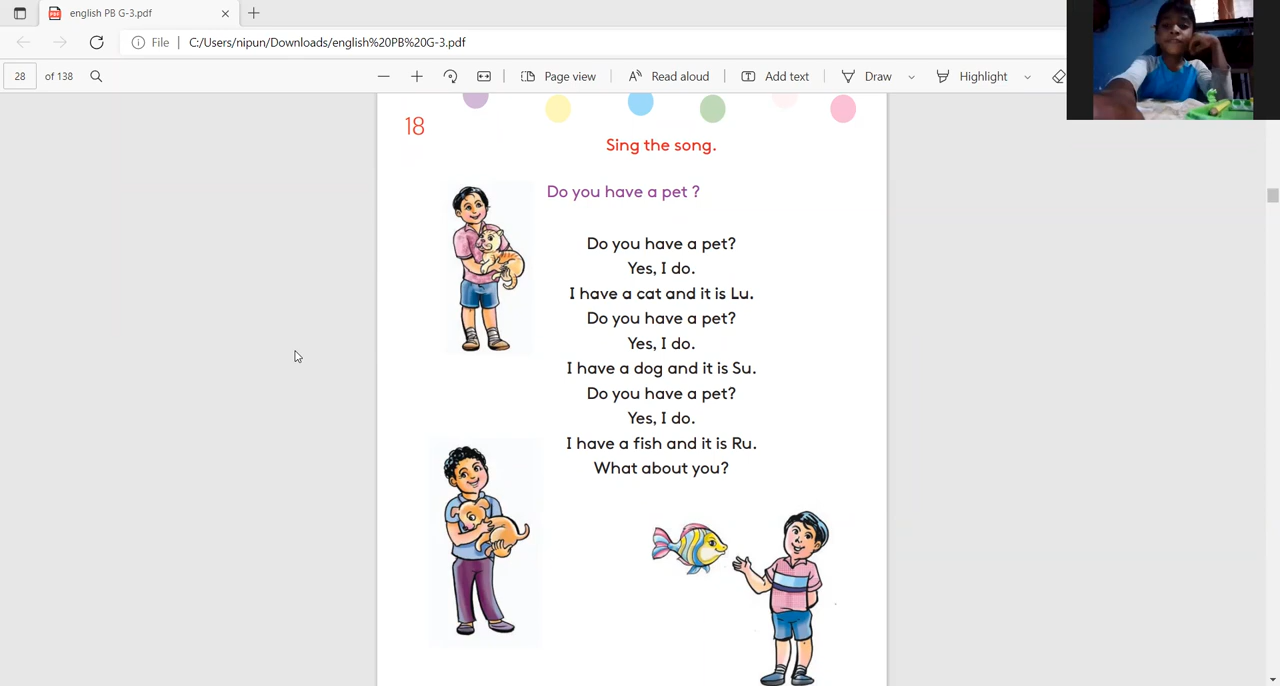 english PB G-3.pdf
File C:/Users/nipun/Downloads/english%20PB%20G-3.pdf
28 of 138 Page view Read aloud Add text Draw Highlight
18
Sing the song.
Do you have a pet ?
Do you have a pet?
Yes, I do.
I have a cat and it is Lu.
Do you have a pet?
Yes, I do.
I have a dog and it is Su.
Do you have a pet?
Yes, I do.
I have a fish and it is Ru.
What about you?